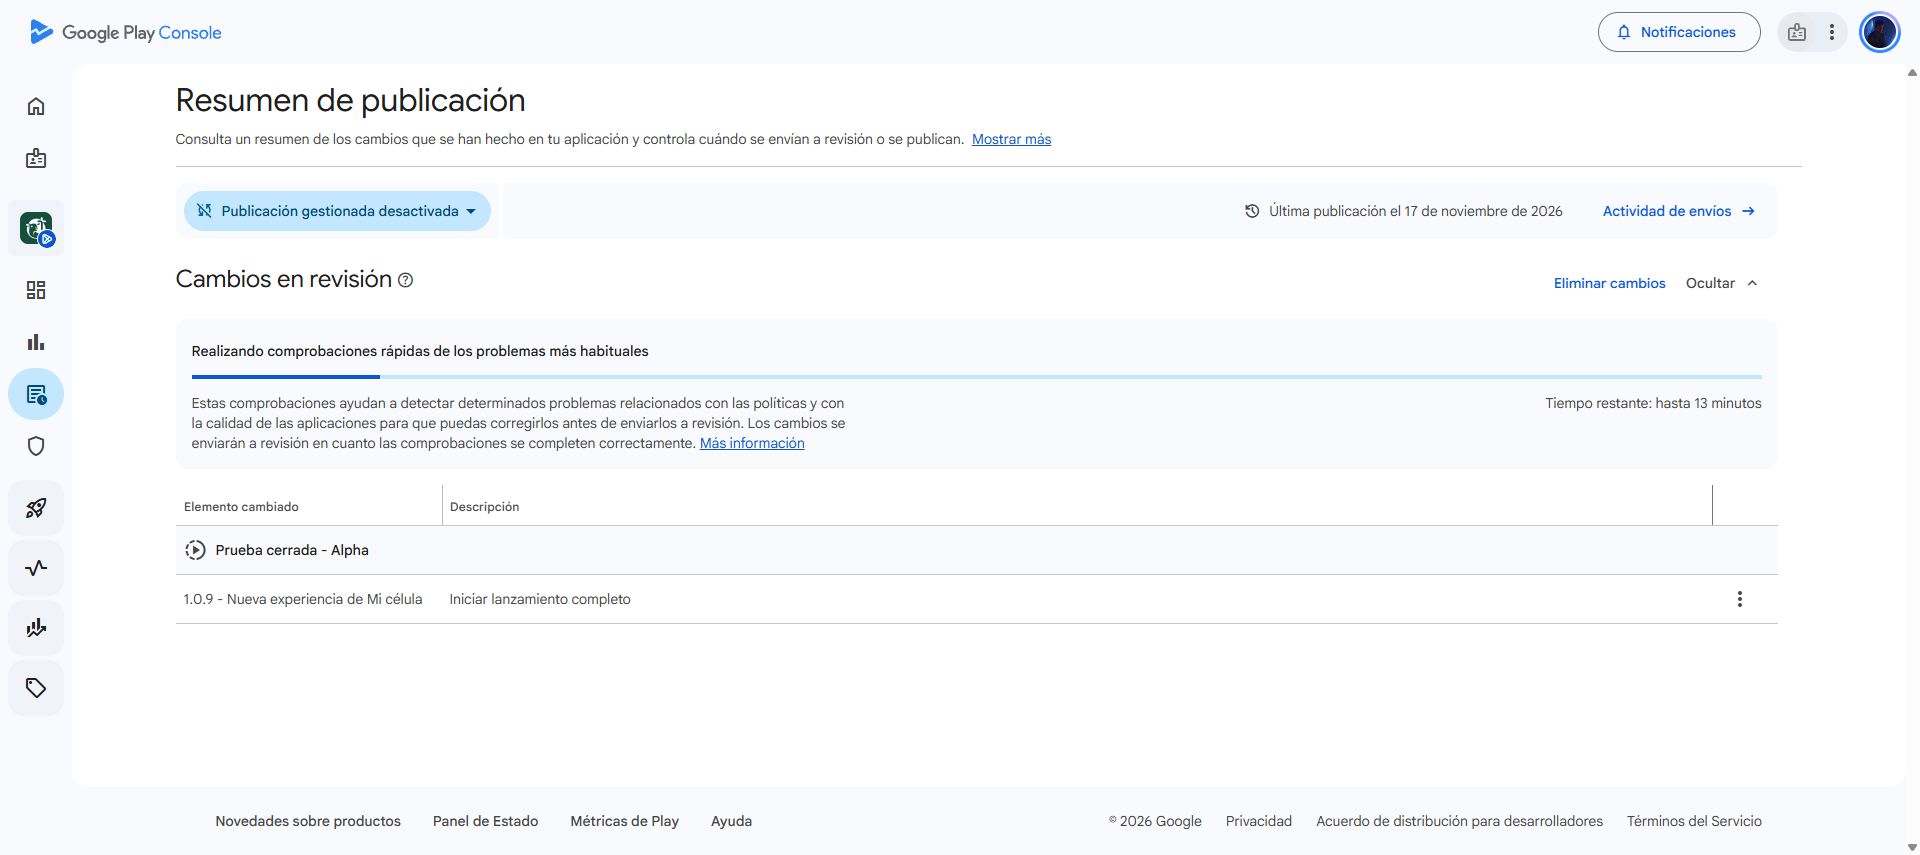 Google Play Console
Notificaciones
Resumen de publicación
Consulta un resumen de los cambios que se han hecho en tu aplicación y controla cuándo se envían a revisión o se publican. Mostrar más
Publicación gestionada desactivada
Última publicación el 17 de noviembre de 2026
Actividad de envíos
Cambios en revisión
Eliminar cambios
Ocultar
Realizando comprobaciones rápidas de los problemas más habituales
Estas comprobaciones ayudan a detectar determinados problemas relacionados con las políticas y con
la calidad de las aplicaciones para que puedas corregirlos antes de enviarlos a revisión. Los cambios se
enviarán a revisión en cuanto las comprobaciones se completen correctamente. Más información
Tiempo restante: hasta 13 minutos
Elemento cambiado
Descripción
Prueba cerrada - Alpha
1.0.9 - Nueva experiencia de Mi célula
Iniciar lanzamiento completo
Novedades sobre productos
Panel de Estado
Métricas de Play
Ayuda
© 2026 Google
Privacidad
Acuerdo de distribución para desarrolladores
Términos del Servicio